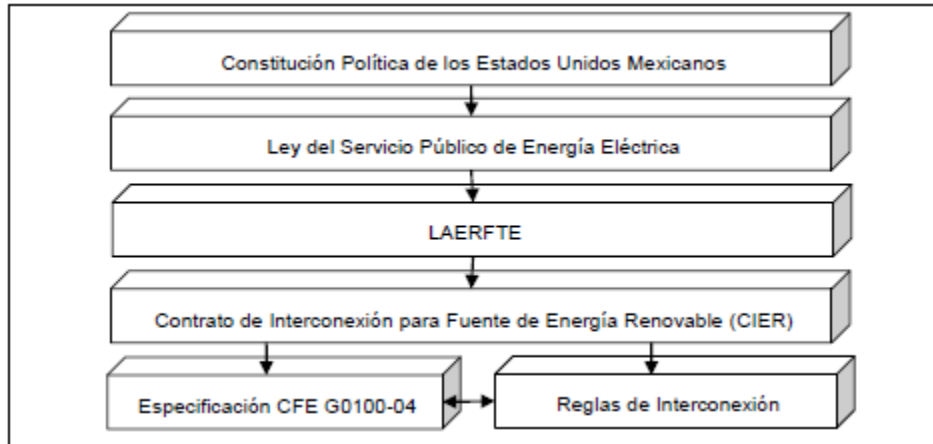 Constitución Política de los Estados Unidos Mexicanos
Ley del Servicio Público de Energía Eléctrica
LAERFTE
Contrato de Interconexión para Fuente de Energía Renovable (CIER)
Especificación CFE G0100-04
Reglas de Interconexión